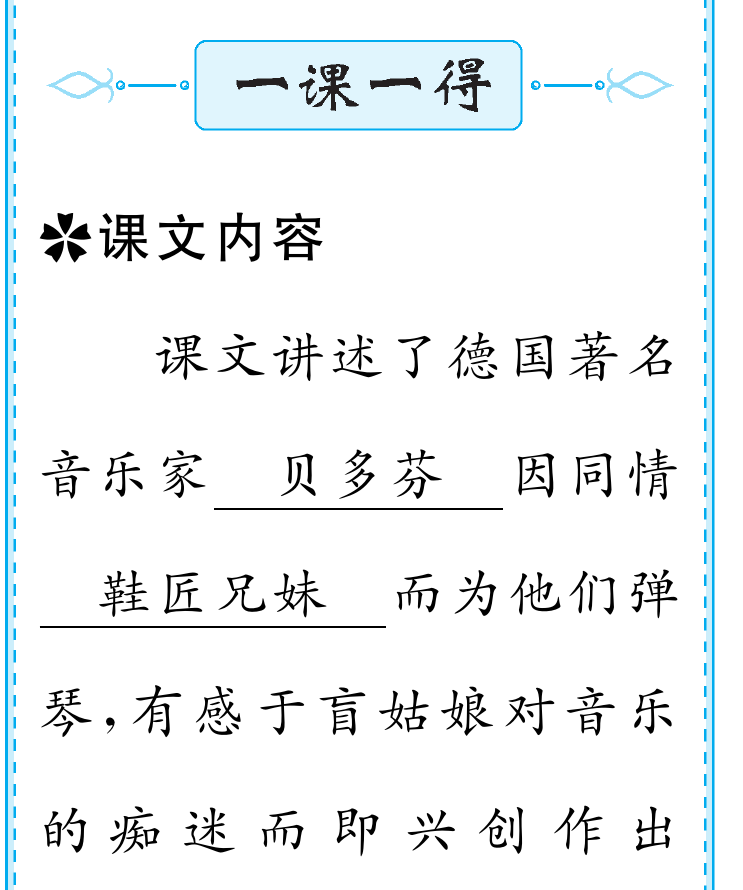 一课一得
课文内容
课文讲述了德国著名
音乐家 贝多芬 因同情
鞋匠兄妹 而为他们弹
琴,有感于盲姑娘对音乐
的痴迷而即兴创作出